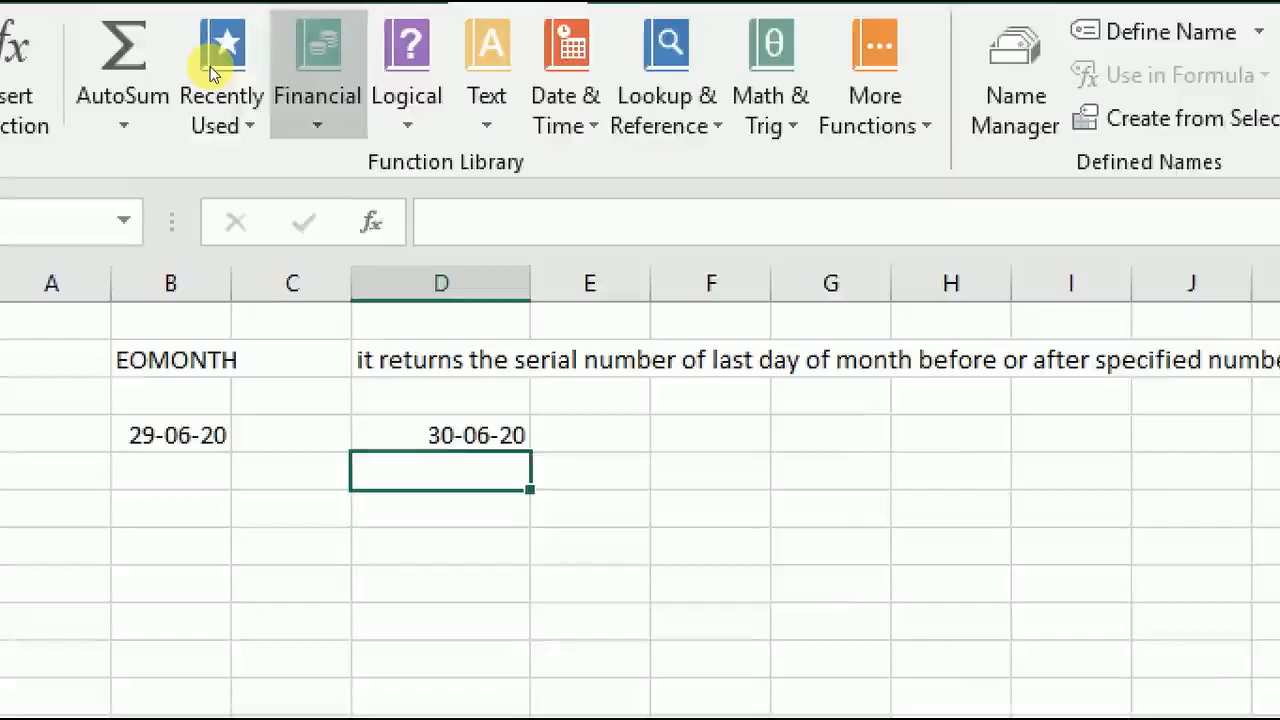 fx
sert
ction
AutoSum
Recently
Used
Financial
Logical
Text
Date &
Time
Lookup &
Reference
Math &
Trig
More
Functions
Function Library
Name
Manager
Define Name
Use in Formula
Create from Selec
Defined Names
fx
A B C D E F G H I J
EOMONTH it returns the serial number of last day of month before or after specified numbe
29-06-20 30-06-20